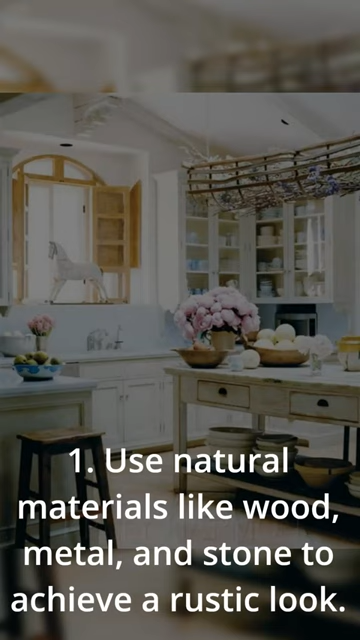 1. Use natural
materials like wood,
metal, and stone to
achieve a rustic look.